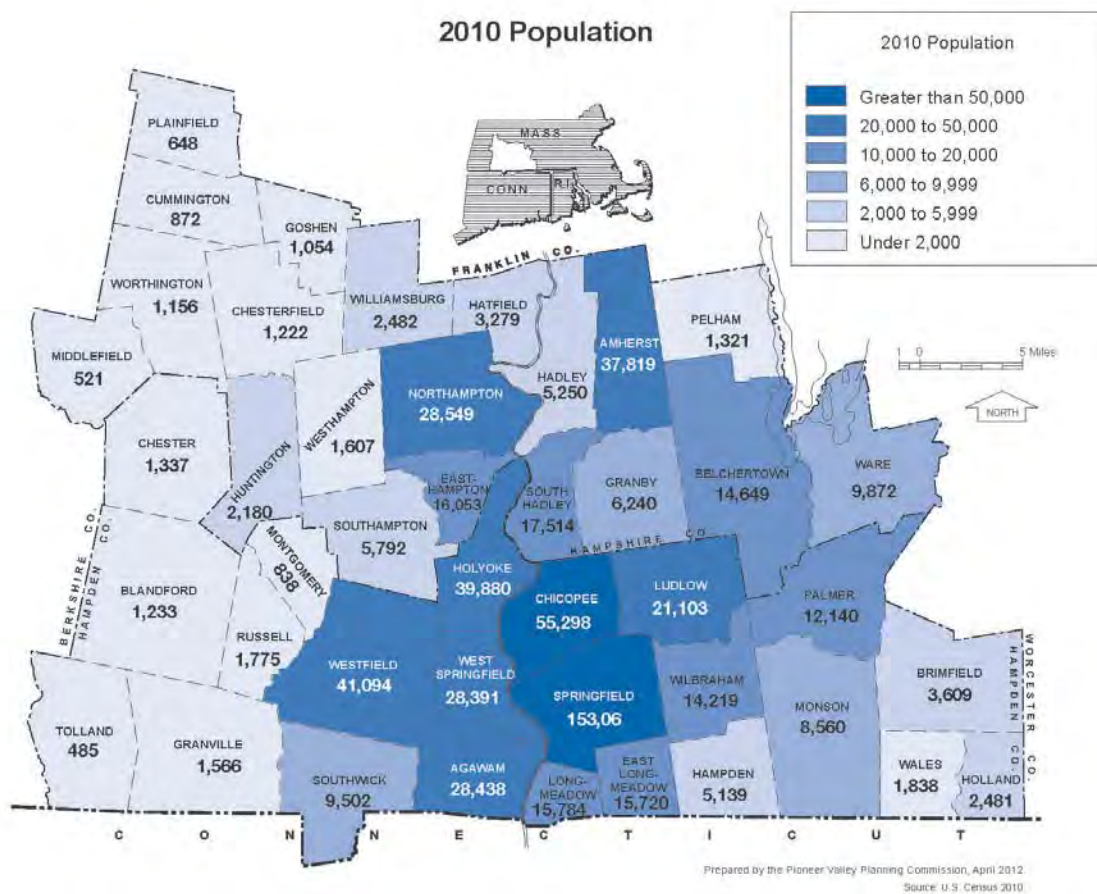 2010 Population
2010 Population
Greater than 50,000
20,000 to 50,000
10,000 to 20,000
6,000 to 9,999
2,000 to 5,999
Under 2,000
MASS
CONN
R.I.
PLAINFIELD
648
CUMMINGTON
872
GOSHEN
1,054
FRANKLIN CO.
WORTHINGTON
1,156
CHESTERFIELD
1,222
WILLIAMSBURG
2,482
HATFIELD
3,279
AMHERST
37,819
PELHAM
1,321
1 0 5 Miles
NORTH
MIDDLEFIELD
521
HADLEY
5,250
NORTHAMPTON
28,549
WESTHAMPTON
1,607
CHESTER
1,337
HUNTINGTON
2,180
EAST-
HAMPTON
16,053
SOUTH
HADLEY
17,514
GRANBY
6,240
BELCHERTOWN
14,649
WARE
9,872
SOUTHAMPTON
5,792
HAMPSHIRE CO.
MONTGOMERY
838
BERKSHIRE CO.
HAMPDEN CO.
BLANDFORD
1,233
HOLYOKE
39,880
CHICOPEE
55,298
LUDLOW
21,103
PALMER
12,140
RUSSELL
1,775
WESTFIELD
41,094
WEST
SPRINGFIELD
28,391
SPRINGFIELD
153,06
WILBRAHAM
14,219
MONSON
8,560
BRIMFIELD
3,609
HAMPDEN CO.
WORCESTER CO.
TOLLAND
485
GRANVILLE
1,566
SOUTHWICK
9,502
AGAWAM
28,438
LONG-
MEADOW
15,784
EAST
LONG-
MEADOW
15,720
HAMPDEN
5,139
WALES
1,838
HOLLAND
2,481
CONNECTICUT
Prepared by the Pioneer Valley Planning Commission, April 2012.
Source: U.S. Census 2010